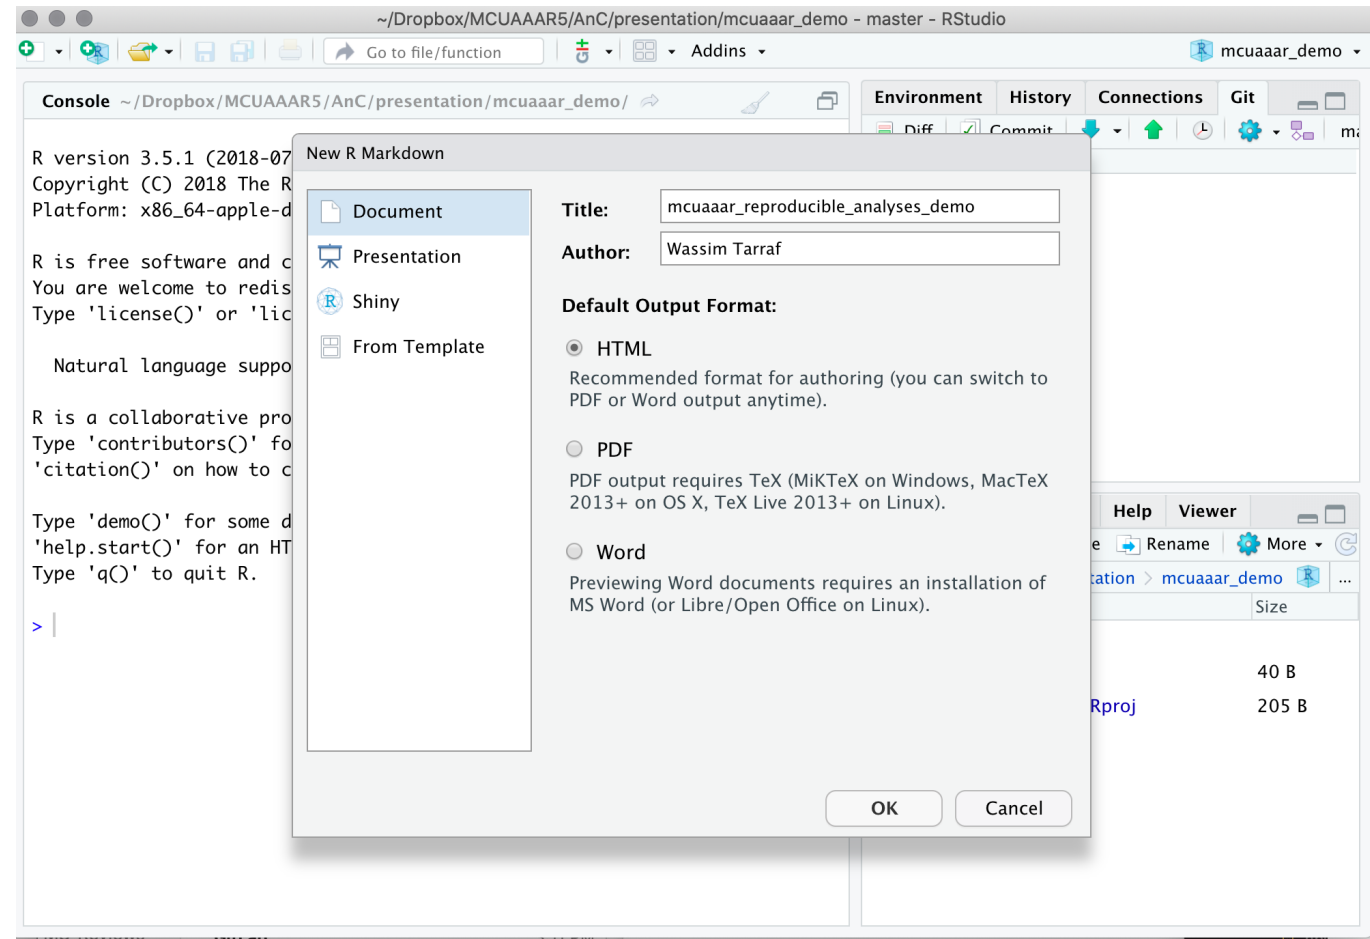 ~/Dropbox/MCUAAAR5/AnC/presentation/mcuaaar_demo - master - RStudio
Go to file/function
Addins
mcuaaar_demo
Console ~/Dropbox/MCUAAAR5/AnC/presentation/mcuaaar_demo/
Environment History Connections Git
Diff Commit
R version 3.5.1 (2018-07
Copyright (C) 2018 The R
Platform: x86_64-apple-d
R is free software and c
You are welcome to redis
Type 'license()' or 'lic
Natural language suppo
R is a collaborative pro
Type 'contributors()' fo
'citation()' on how to c
Type 'demo()' for some d
'help.start()' for an HT
Type 'q()' to quit R.
>
New R Markdown
Document
Presentation
Shiny
From Template
Title: mcuaaar_reproducible_analyses_demo
Author: Wassim Tarraf
Default Output Format:
HTML
Recommended format for authoring (you can switch to
PDF or Word output anytime).
PDF
PDF output requires TeX (MiKTeX on Windows, MacTeX
2013+ on OS X, TeX Live 2013+ on Linux).
Word
Previewing Word documents requires an installation of
MS Word (or Libre/Open Office on Linux).
OK Cancel
Help Viewer
e Rename More
tation > mcuaaar_demo ...
Size
40 B
Rproj 205 B